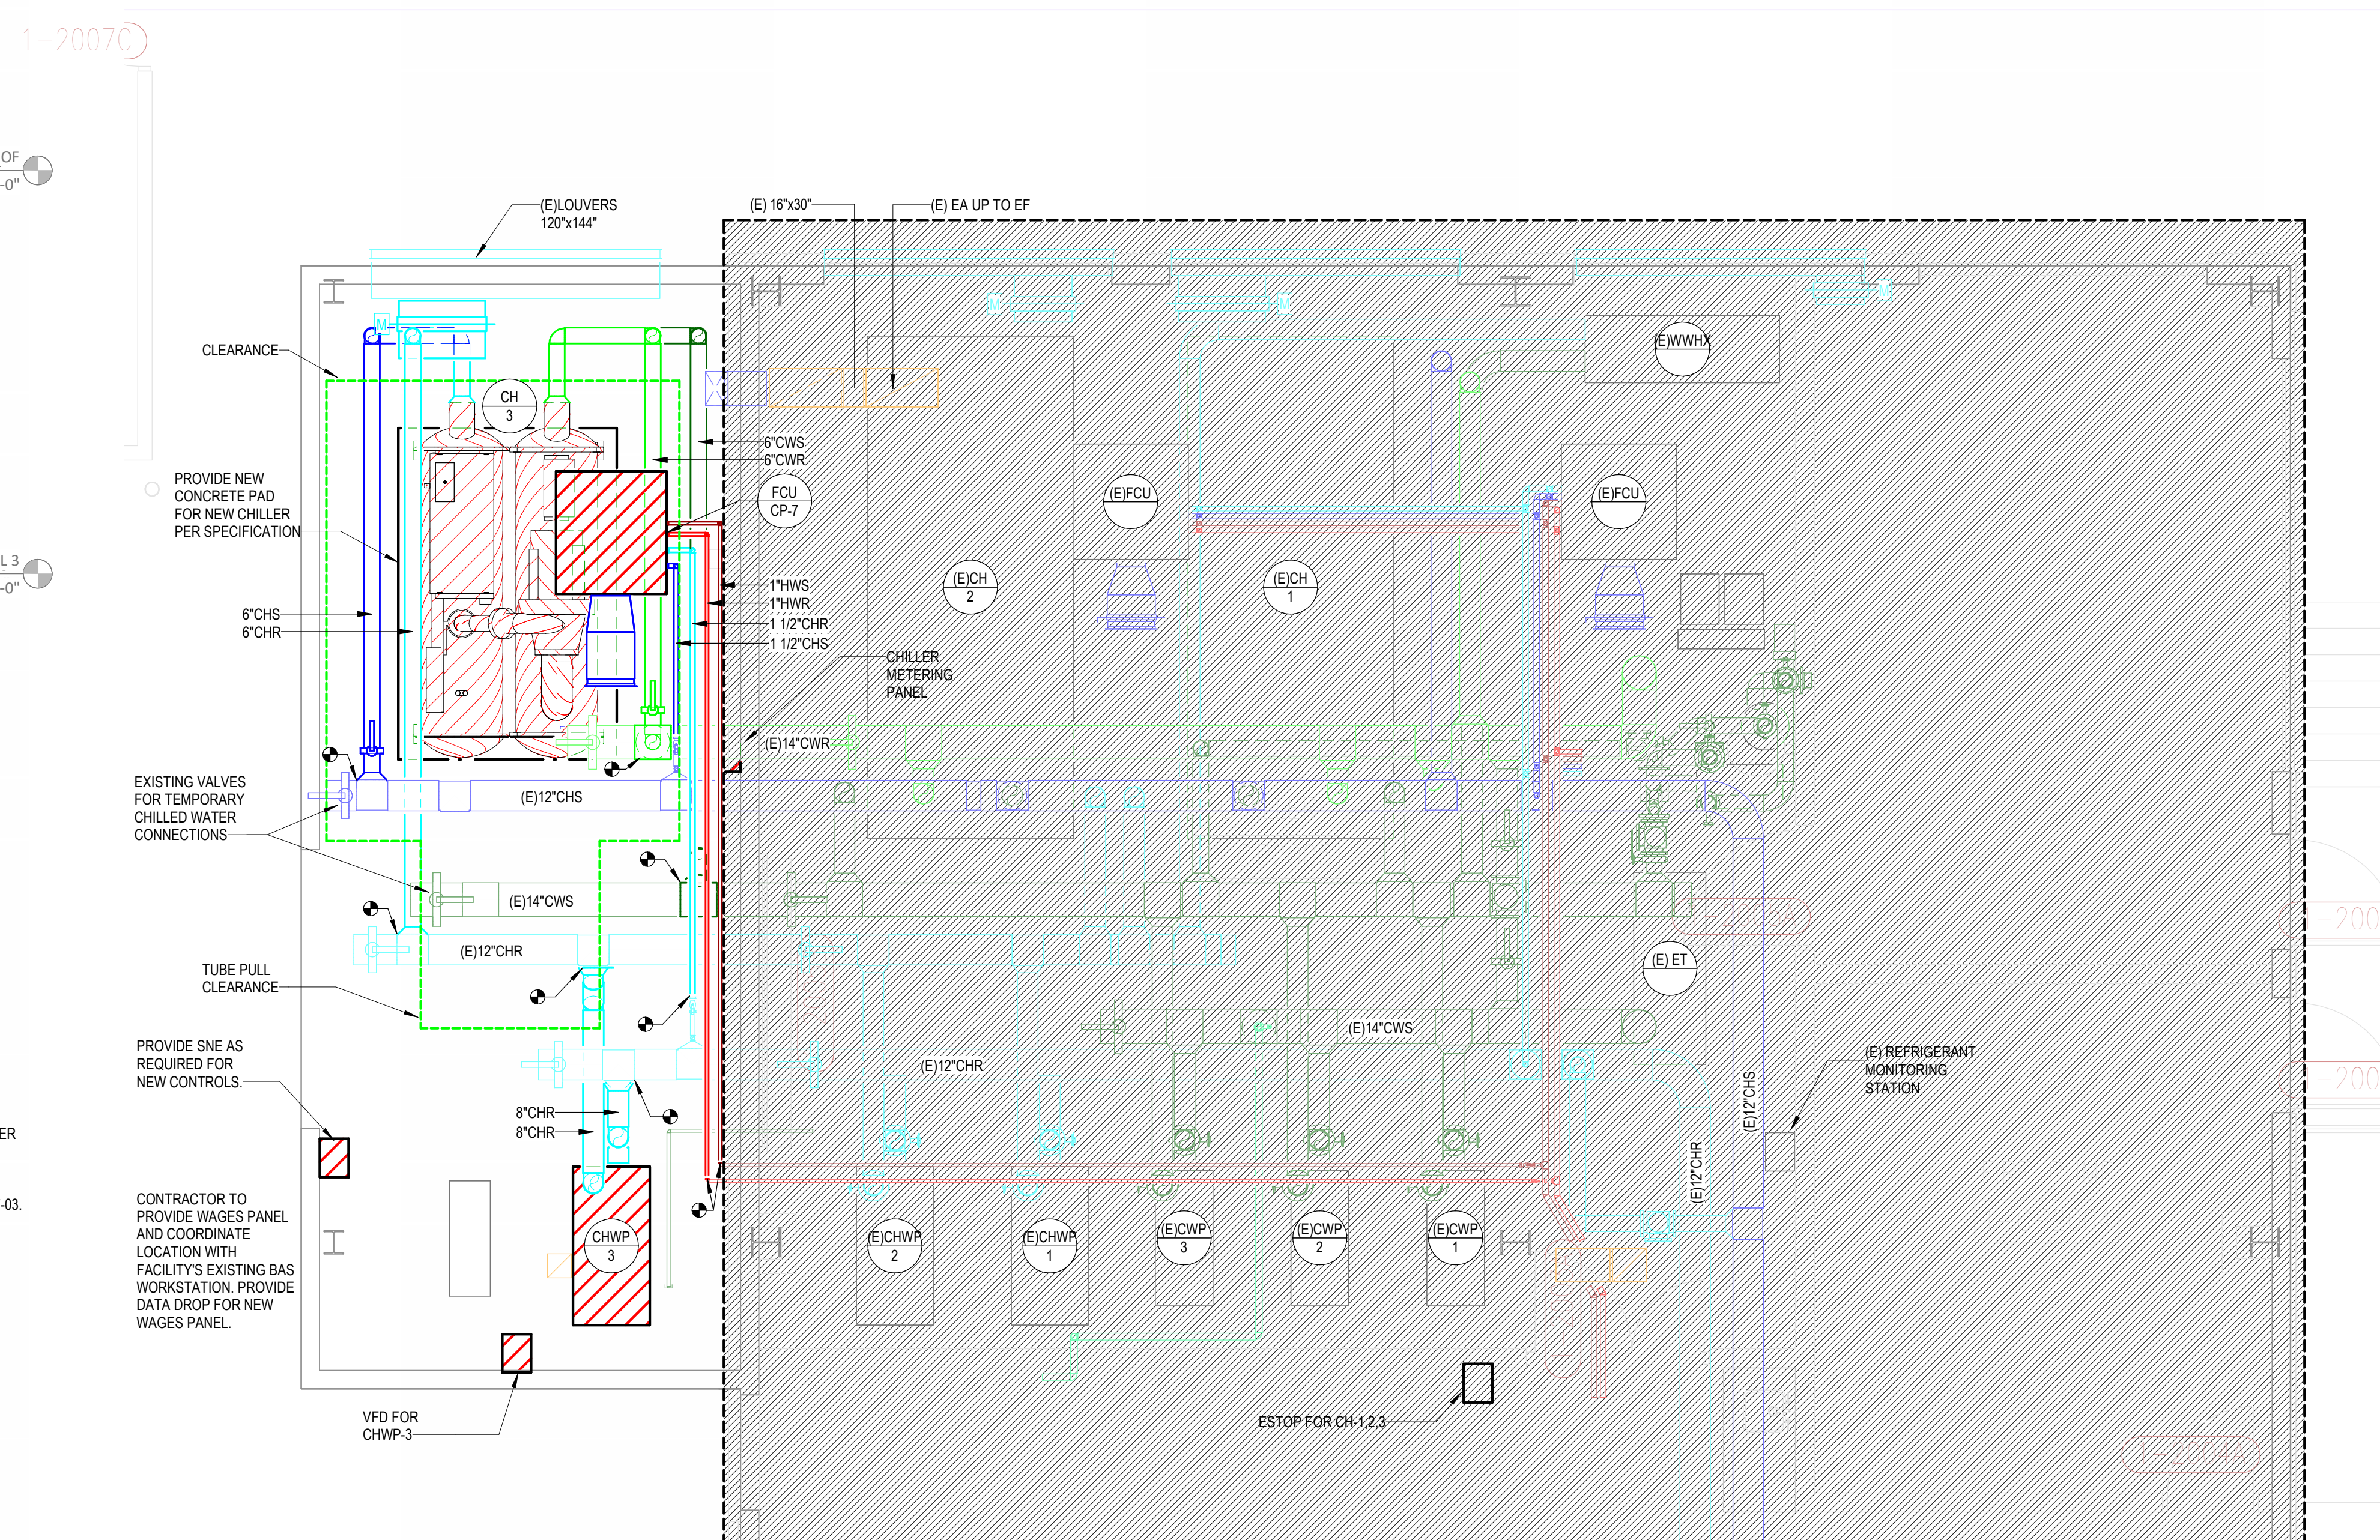 1-2007C
OF
-0"
(E)LOUVERS
120"x144"
(E) 16"x30"
(E) EA UP TO EF
M
M
M
M
CLEARANCE
(E)WWHX
CH
3
6"CWS
6"CWR
PROVIDE NEW
CONCRETE PAD
FOR NEW CHILLER
PER SPECIFICATION
FCU
CP-7
(E)FCU
(E)FCU
L 3
-0"
(E)CH
2
(E)CH
1
1"HWS
1"HWR
1 1/2"CHR
1 1/2"CHS
6"CHS
6"CHR
CHILLER
METERING
PANEL
(E)14"CWR
EXISTING VALVES
FOR TEMPORARY
CHILLED WATER
CONNECTIONS
(E)12"CHS
(E)14"CWS
-200
(E)12"CHR
(E) ET
TUBE PULL
CLEARANCE
(E)14"CWS
PROVIDE SNE AS
REQUIRED FOR
NEW CONTROLS.
(E)12"CHR
(E) REFRIGERANT
MONITORING
STATION
-200
(E)12"CHS
8"CHR
8"CHR
ER
(E)12"CHR
-03.
CONTRACTOR TO
PROVIDE WAGES PANEL
AND COORDINATE
LOCATION WITH
FACILITY'S EXISTING BAS
WORKSTATION. PROVIDE
DATA DROP FOR NEW
WAGES PANEL.
CHWP
3
(E)CHWP
2
(E)CHWP
1
(E)CWP
3
(E)CWP
2
(E)CWP
1
VFD FOR
CHWP-3
ESTOP FOR CH-1,2,3